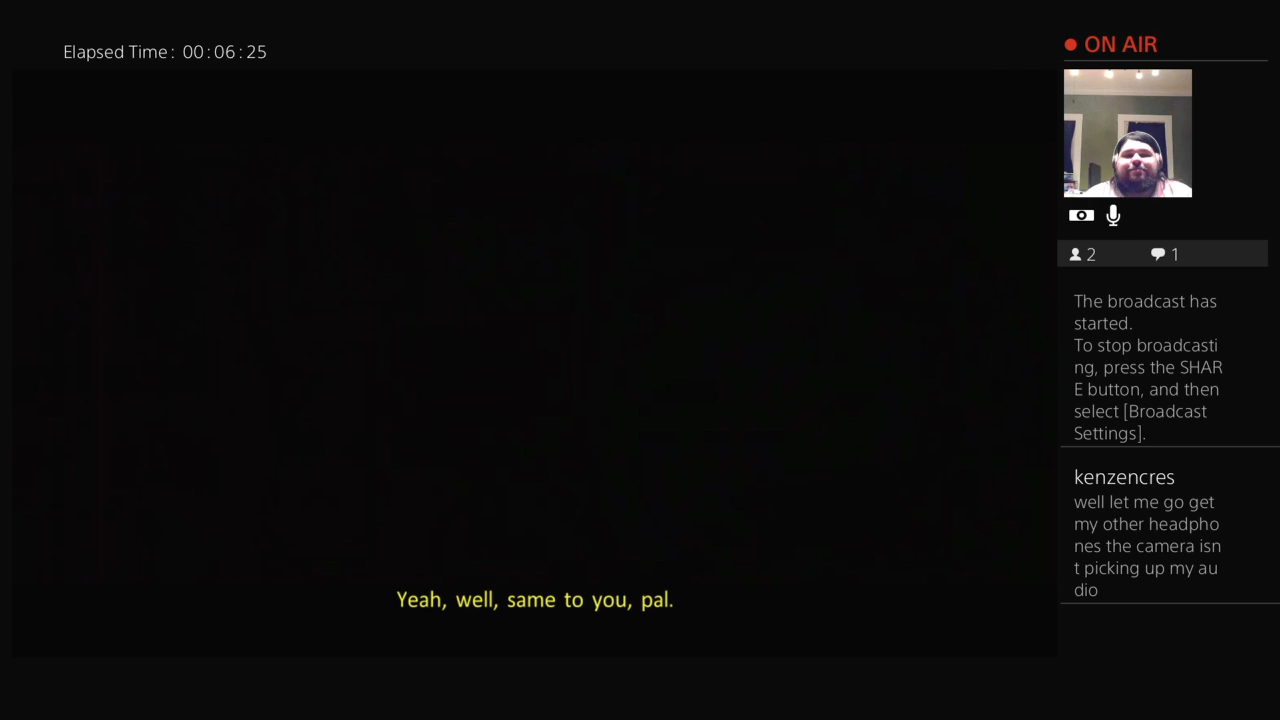 Elapsed Time: 00:06:25
ON AIR
2 1
The broadcast has
started.
To stop broadcasti
ng, press the SHAR
E button, and then
select [Broadcast
Settings].
kenzencres
well let me go get
my other headpho
nes the camera isn
t picking up my au
dio
Yeah, well, same to you, pal.